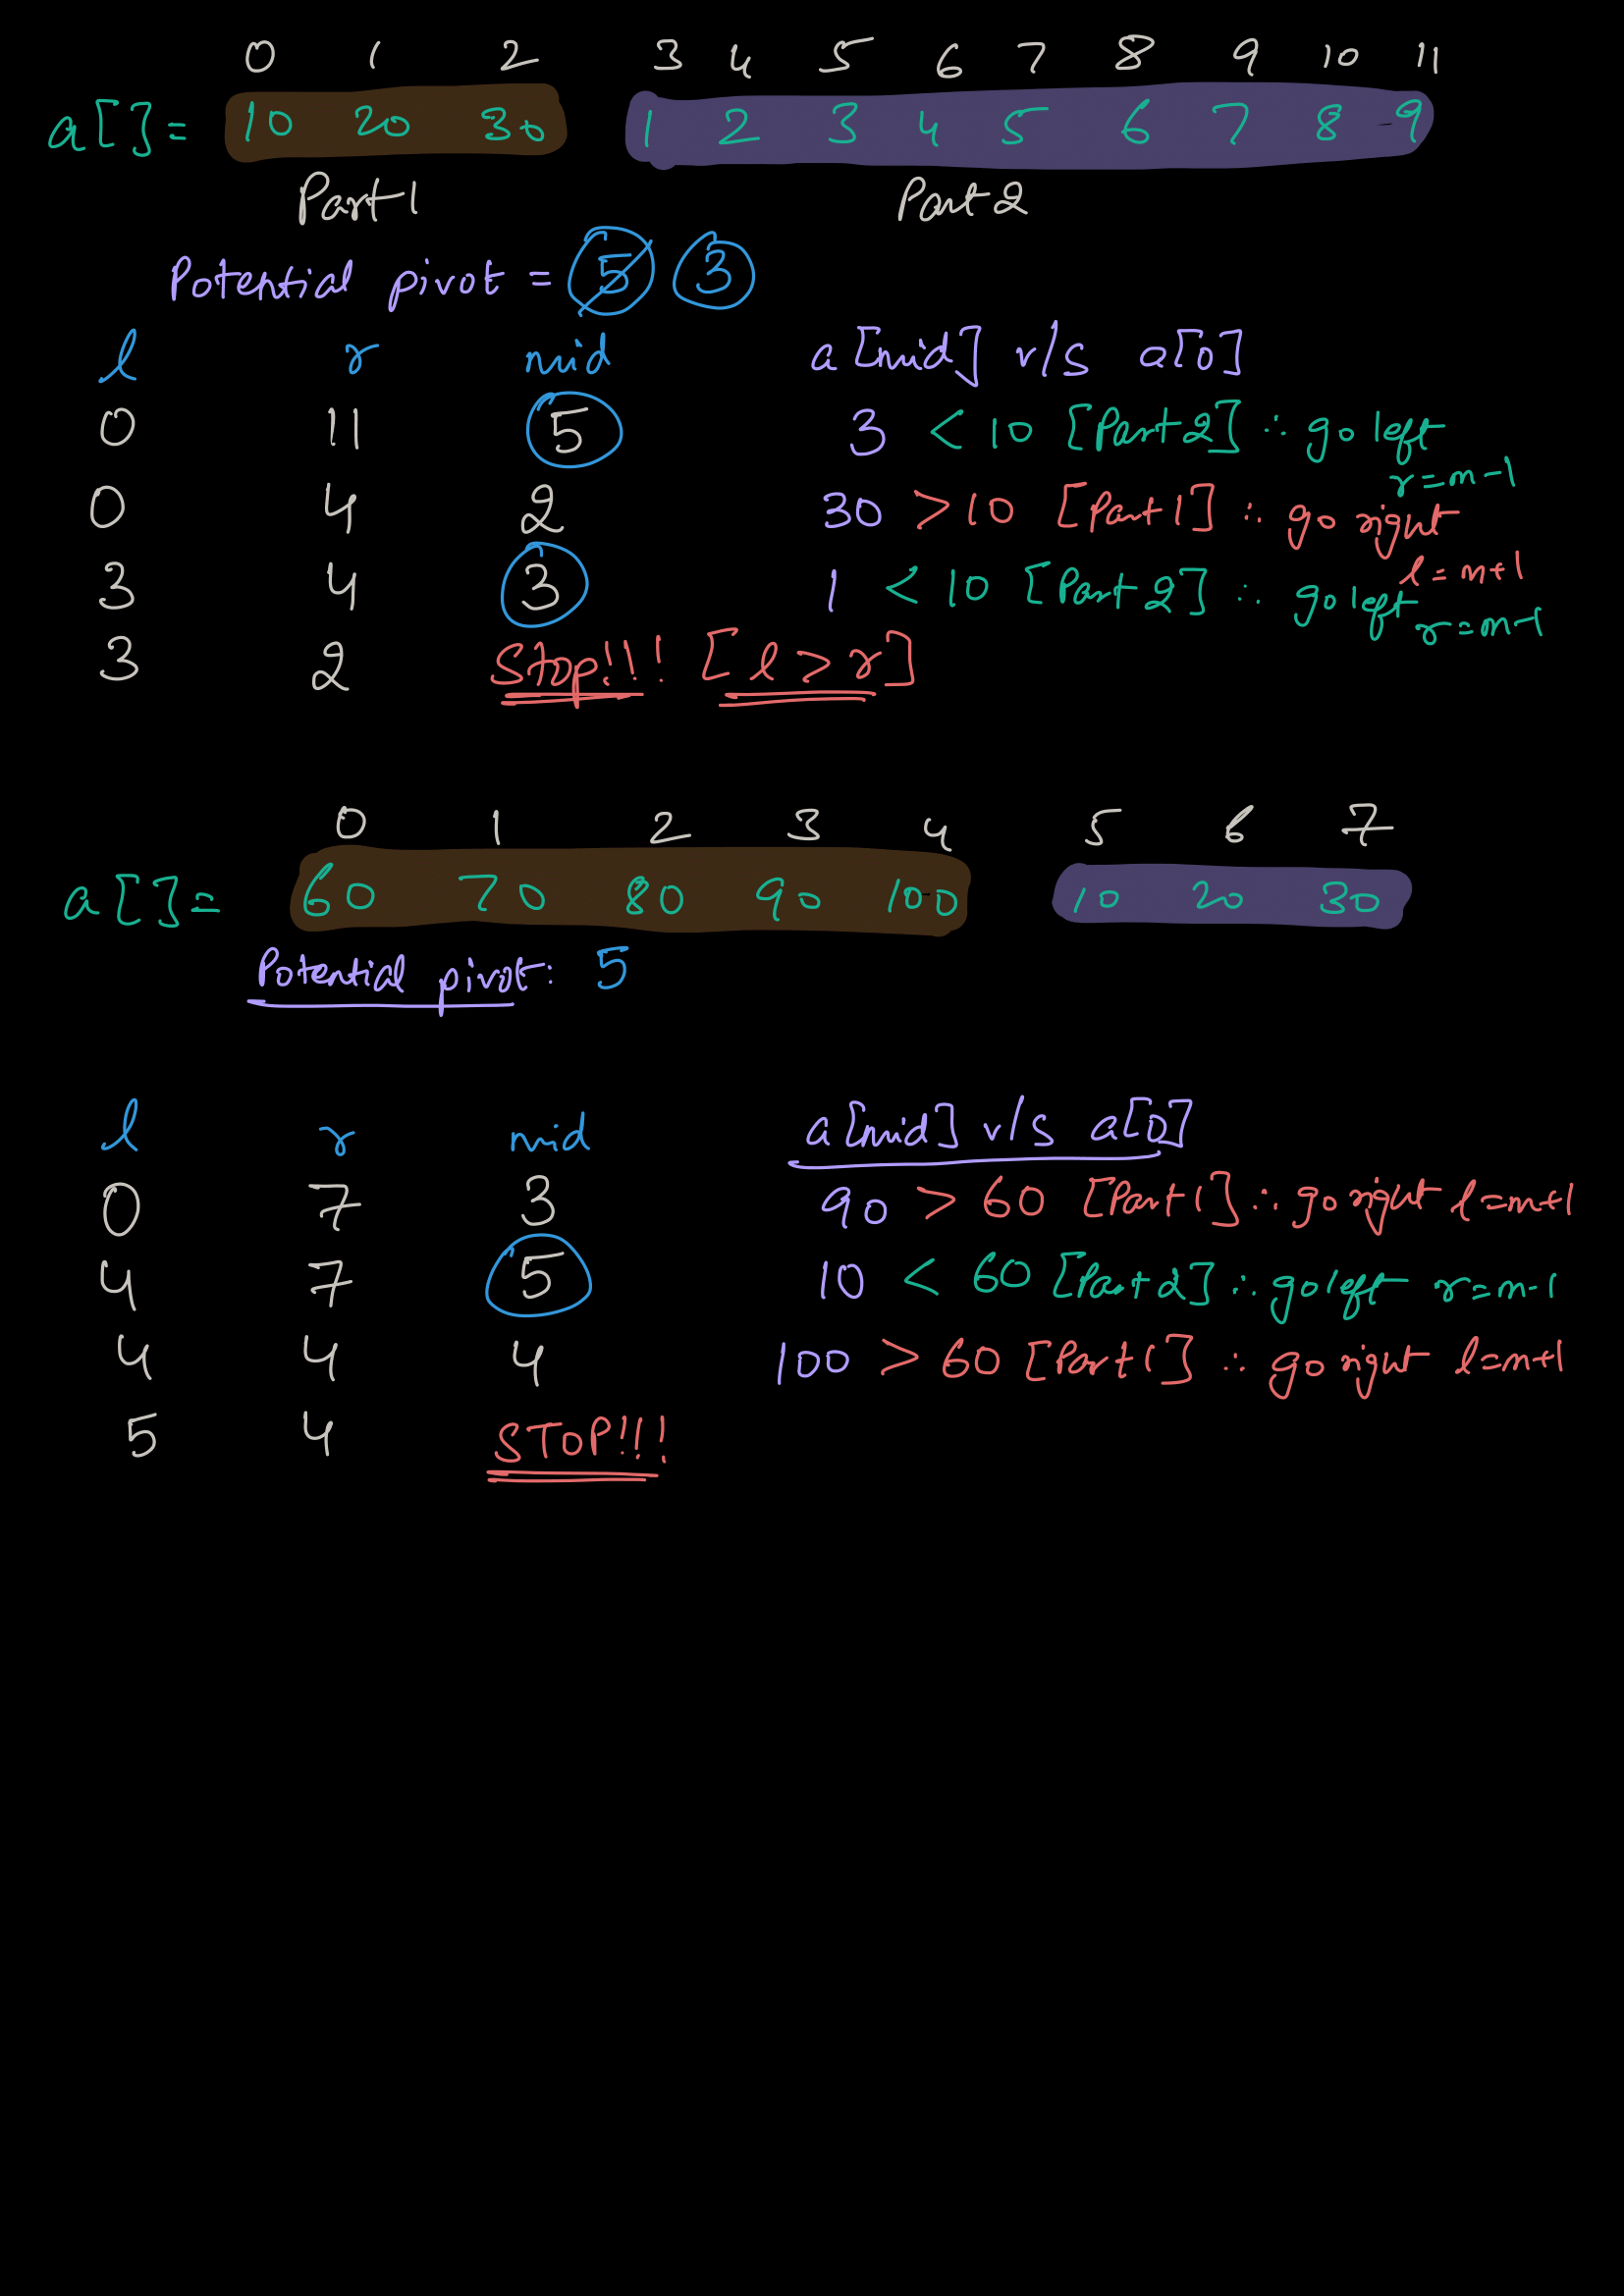 0 1 2 3 4 5 6 7 8 9 10 11
a[]= 10 20 30 1 2 3 4 5 6 7 8 9
Part1 Part2
Potential pivot = 5 3
l r mid a[mid] v/s a[0]
0 11 5 3 < 10 [Part2] ∴ go left
r=m-1
0 4 2 30 >10 [Part1] ∴ go right
l=m+1
3 4 3 1 < 10 [Part2] ∴ go left
r=m-1
3 2 Stop!!! [l>r]
0 1 2 3 4 5 6 7
a[]= 60 70 80 90 100 10 20 30
Potential pivot: 5
l r mid a[mid] v/s a[0]
0 7 3 90 > 60 [Part1] ∴ go right l=m+1
4 7 5 10 < 60 [Part2] ∴ go left r=m-1
4 4 4 100 > 60 [Part1] ∴ go right l=m+1
5 4 STOP!!!